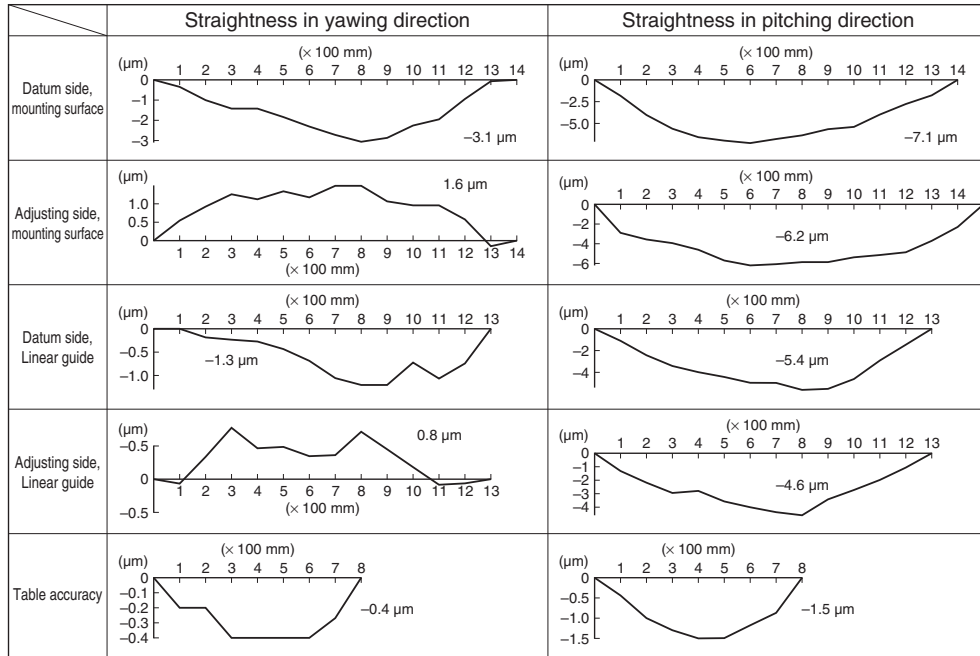 Straightness in yawing direction
Straightness in pitching direction
Datum side,
mounting surface
(× 100 mm)
(μm)
1 2 3 4 5 6 7 8 9 10 11 12 13 14
0
–1
–2
–3
–3.1 μm
(× 100 mm)
(μm)
1 2 3 4 5 6 7 8 9 10 11 12 13 14
0
–2.5
–5.0
–7.1 μm
Adjusting side,
mounting surface
(μm)
1.6 μm
1.0
0.5
0
1 2 3 4 5 6 7 8 9 10 11 12 13 14
(× 100 mm)
(× 100 mm)
(μm)
1 2 3 4 5 6 7 8 9 10 11 12 13 14
0
–2
–4
–6
–6.2 μm
Datum side,
Linear guide
(× 100 mm)
(μm)
1 2 3 4 5 6 7 8 9 10 11 12 13
0
–0.5
–1.0
–1.3 μm
(× 100 mm)
(μm)
1 2 3 4 5 6 7 8 9 10 11 12 13
0
–2
–4
–5.4 μm
Adjusting side,
Linear guide
(μm)
0.8 μm
–0.5
0
–0.5
1 2 3 4 5 6 7 8 9 10 11 12 13
(× 100 mm)
(× 100 mm)
(μm)
1 2 3 4 5 6 7 8 9 10 11 12 13
0
–1
–2
–3
–4
–4.6 μm
Table accuracy
(× 100 mm)
(μm)
1 2 3 4 5 6 7 8
0
–0.1
–0.2
–0.3
–0.4
–0.4 μm
(× 100 mm)
(μm)
1 2 3 4 5 6 7 8
0
–0.5
–1.0
–1.5
–1.5 μm